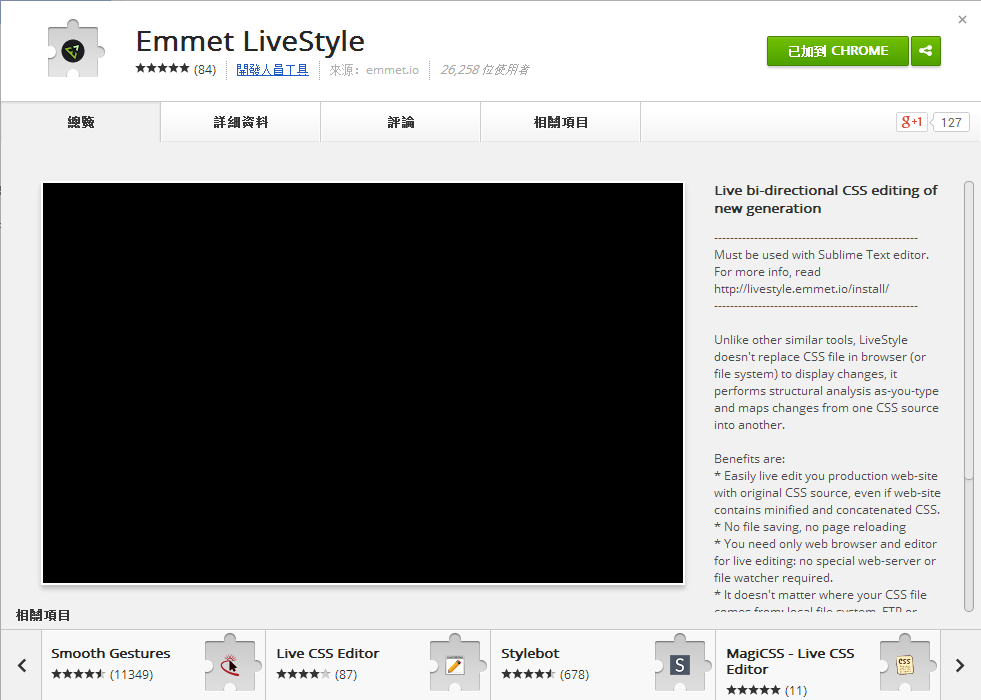 Emmet LiveStyle
(84) 開發人員工具 來源: emmet.io 26,258 位使用者
已加到 CHROME
總覽 詳細資料 評論 相關項目
g+1 127
Live bi-directional CSS editing of
new generation
---------------------------------------------------
Must be used with Sublime Text editor.
For more info, read
http://livestyle.emmet.io/install/
---------------------------------------------------
Unlike other similar tools, LiveStyle
doesn't replace CSS file in browser (or
file system) to display changes, it
performs structural analysis as-you-type
and maps changes from one CSS source
into another.
Benefits are:
* Easily live edit you production web-site
with original CSS source, even if web-site
contains minified and concatenated CSS.
* No file saving, no page reloading
* You need only web browser and editor
for live editing: no special web-server or
file watcher required.
* It doesn't matter where your CSS file
comes from: local file system, FTP or
相關項目
Smooth Gestures
(11349)
Live CSS Editor
(87)
Stylebot
(678)
S
MagiCSS - Live CSS
Editor
(11)
css